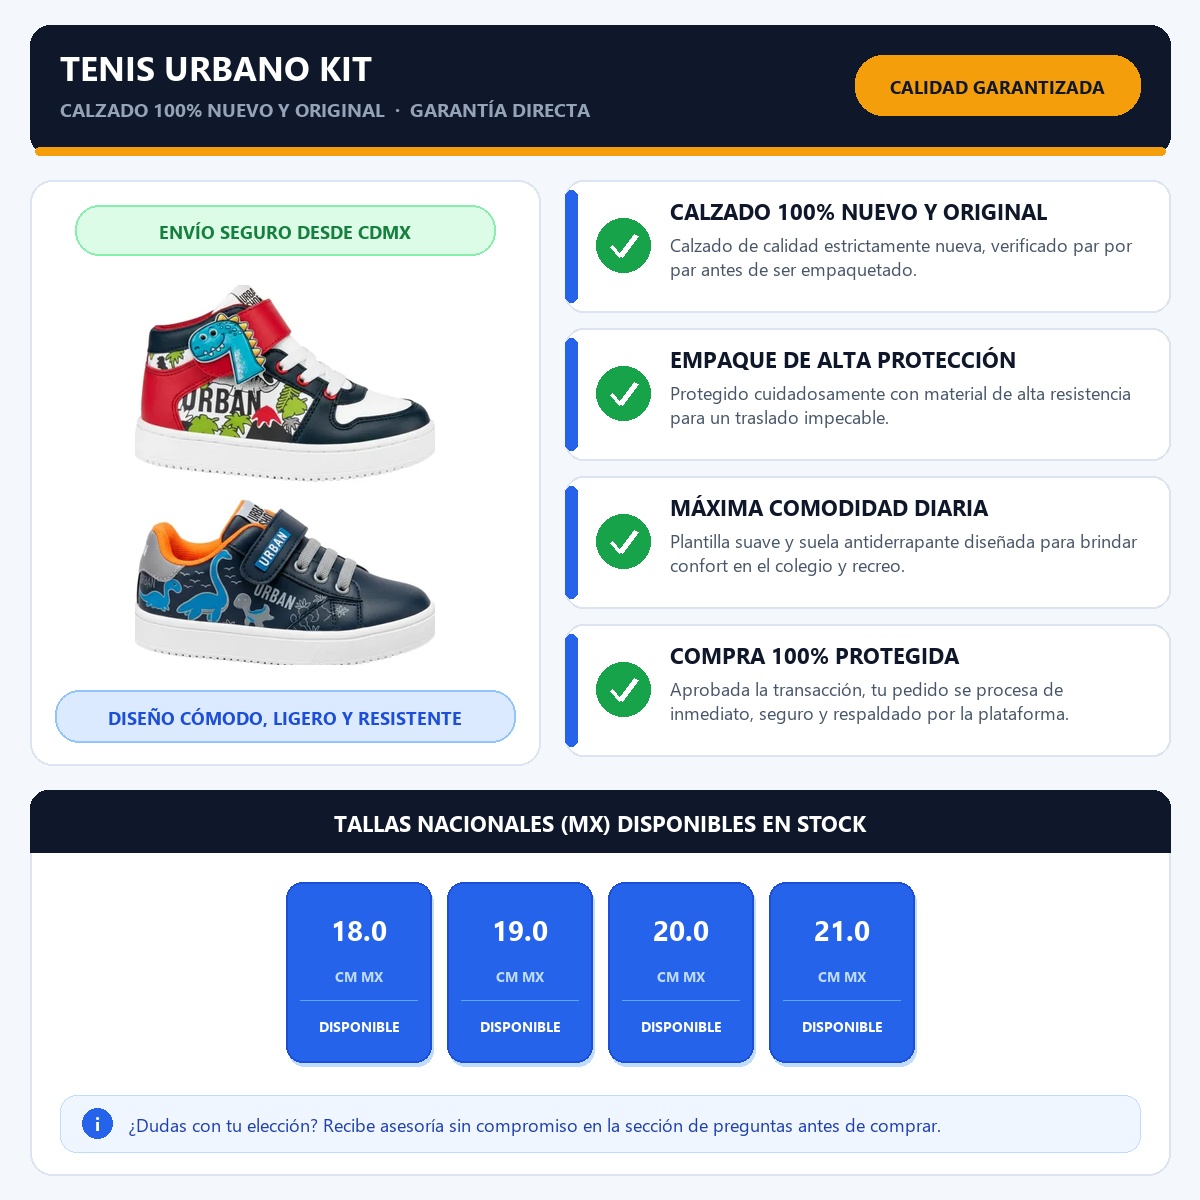 TENIS URBANO KIT
CALZADO 100% NUEVO Y ORIGINAL · GARANTÍA DIRECTA
CALIDAD GARANTIZADA
ENVÍO SEGURO DESDE CDMX
URBAN
URBAN
URBAN
DISEÑO CÓMODO, LIGERO Y RESISTENTE
CALZADO 100% NUEVO Y ORIGINAL
Calzado de calidad estrictamente nueva, verificado par por
par antes de ser empaquetado.
EMPAQUE DE ALTA PROTECCIÓN
Protegido cuidadosamente con material de alta resistencia
para un traslado impecable.
MÁXIMA COMODIDAD DIARIA
Plantilla suave y suela antiderrapante diseñada para brindar
confort en el colegio y recreo.
COMPRA 100% PROTEGIDA
Aprobada la transacción, tu pedido se procesa de
inmediato, seguro y respaldado por la plataforma.
TALLAS NACIONALES (MX) DISPONIBLES EN STOCK
18.0
CM MX
DISPONIBLE
19.0
CM MX
DISPONIBLE
20.0
CM MX
DISPONIBLE
21.0
CM MX
DISPONIBLE
¿Dudas con tu elección? Recibe asesoría sin compromiso en la sección de preguntas antes de comprar.